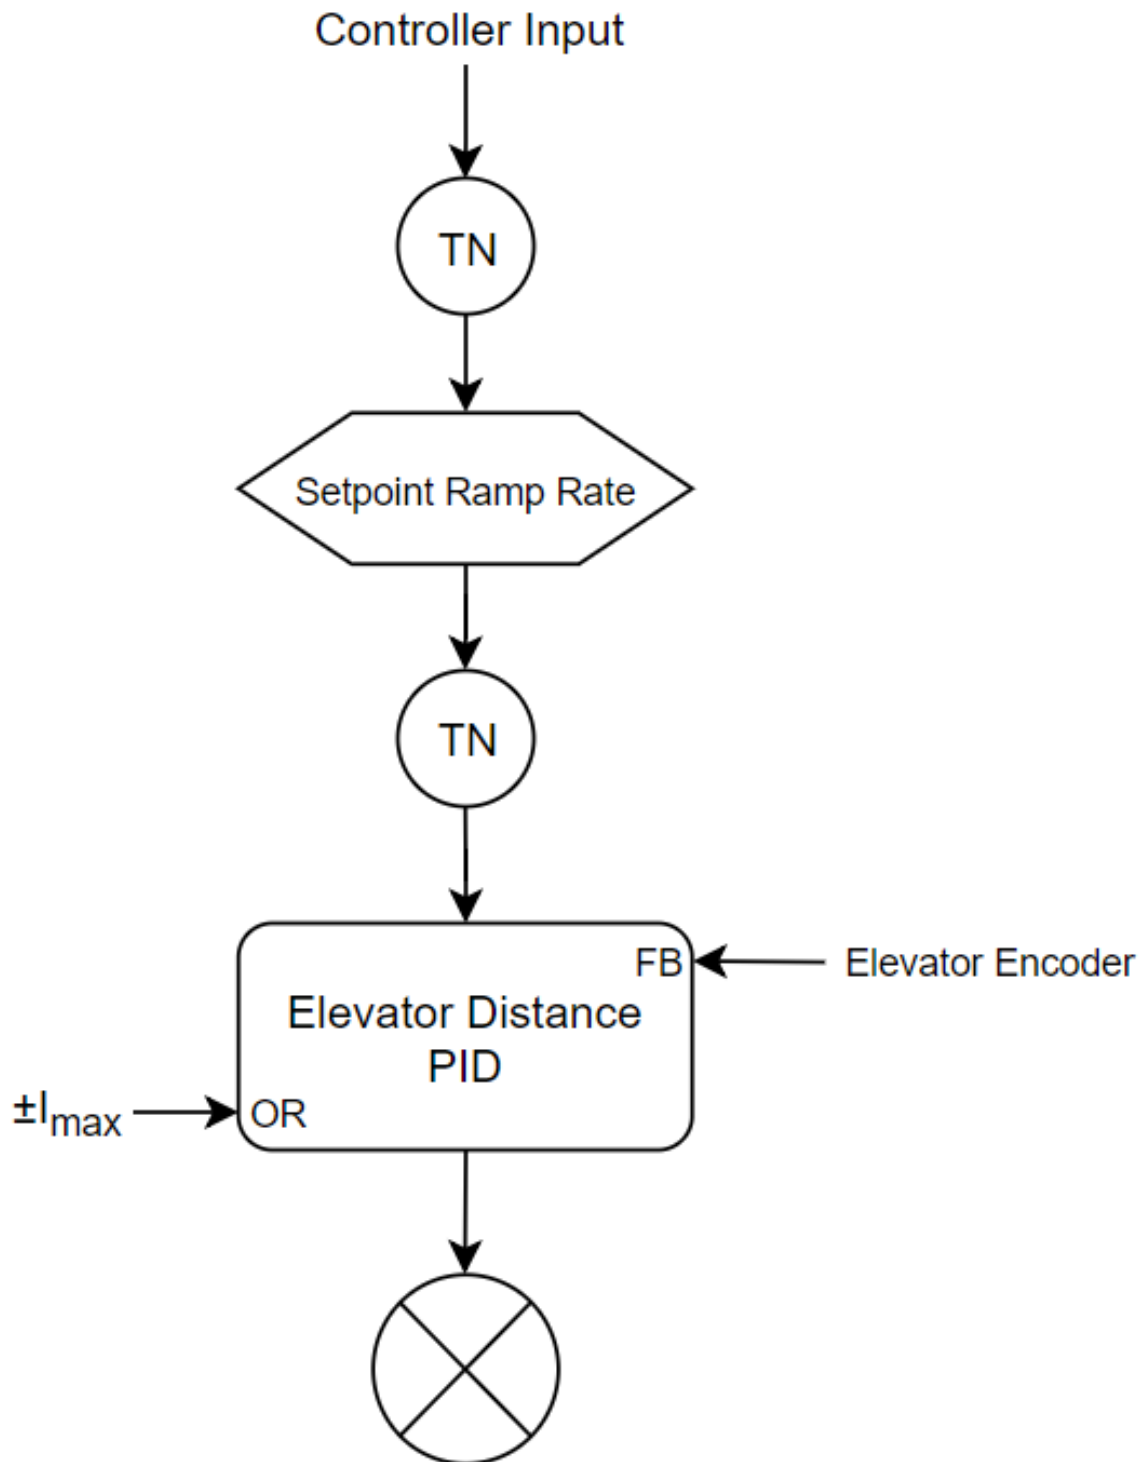 Controller Input
TN
Setpoint Ramp Rate
TN
FB
Elevator Encoder
Elevator Distance
PID
±Imax
OR